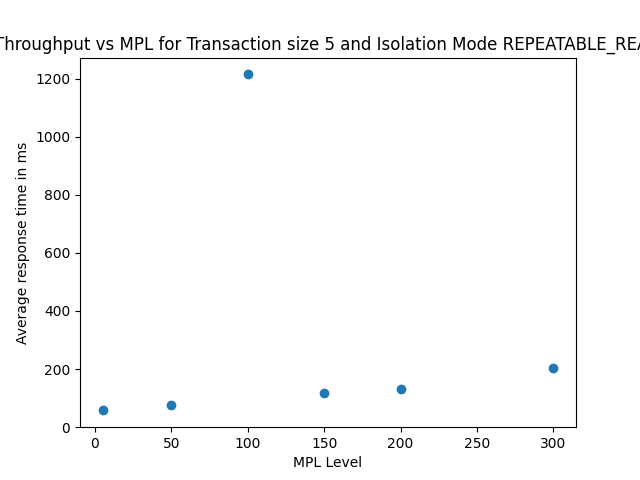 Throughput vs MPL for Transaction size 5 and Isolation Mode REPEATABLE_REA
1200
1000
800
600
400
200
0
Average response time in ms
0 50 100 150 200 250 300
MPL Level